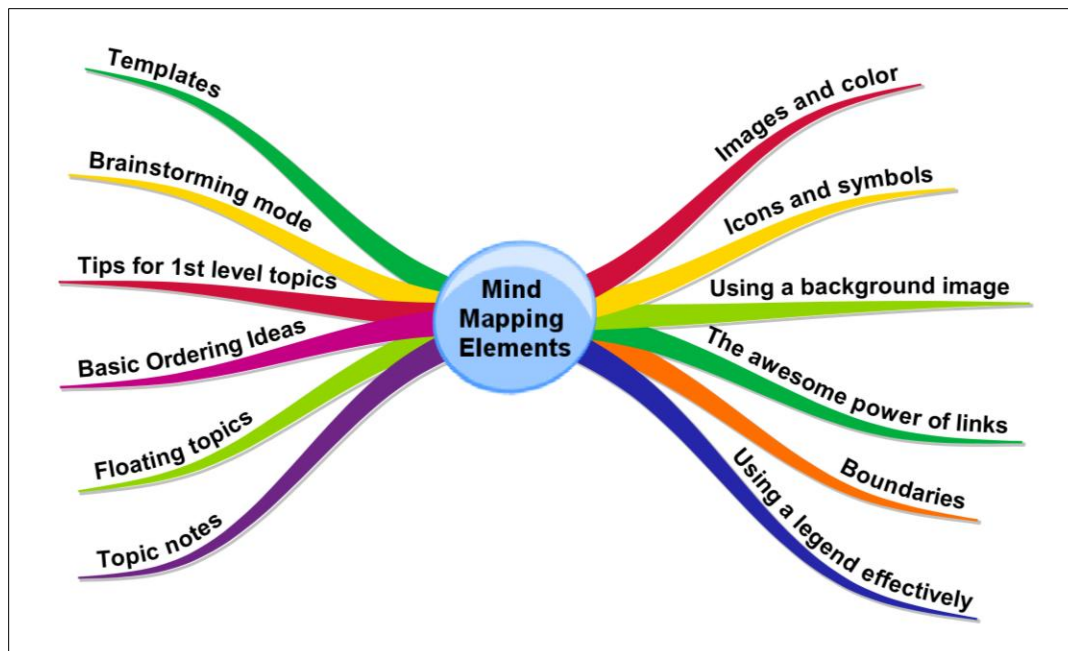 Templates
Brainstorming mode
Tips for 1st level topics
Basic Ordering Ideas
Floating topics
Topic notes
Mind
Mapping
Elements
Images and color
Icons and symbols
Using a background image
The awesome power of links
Boundaries
Using a legend effectively